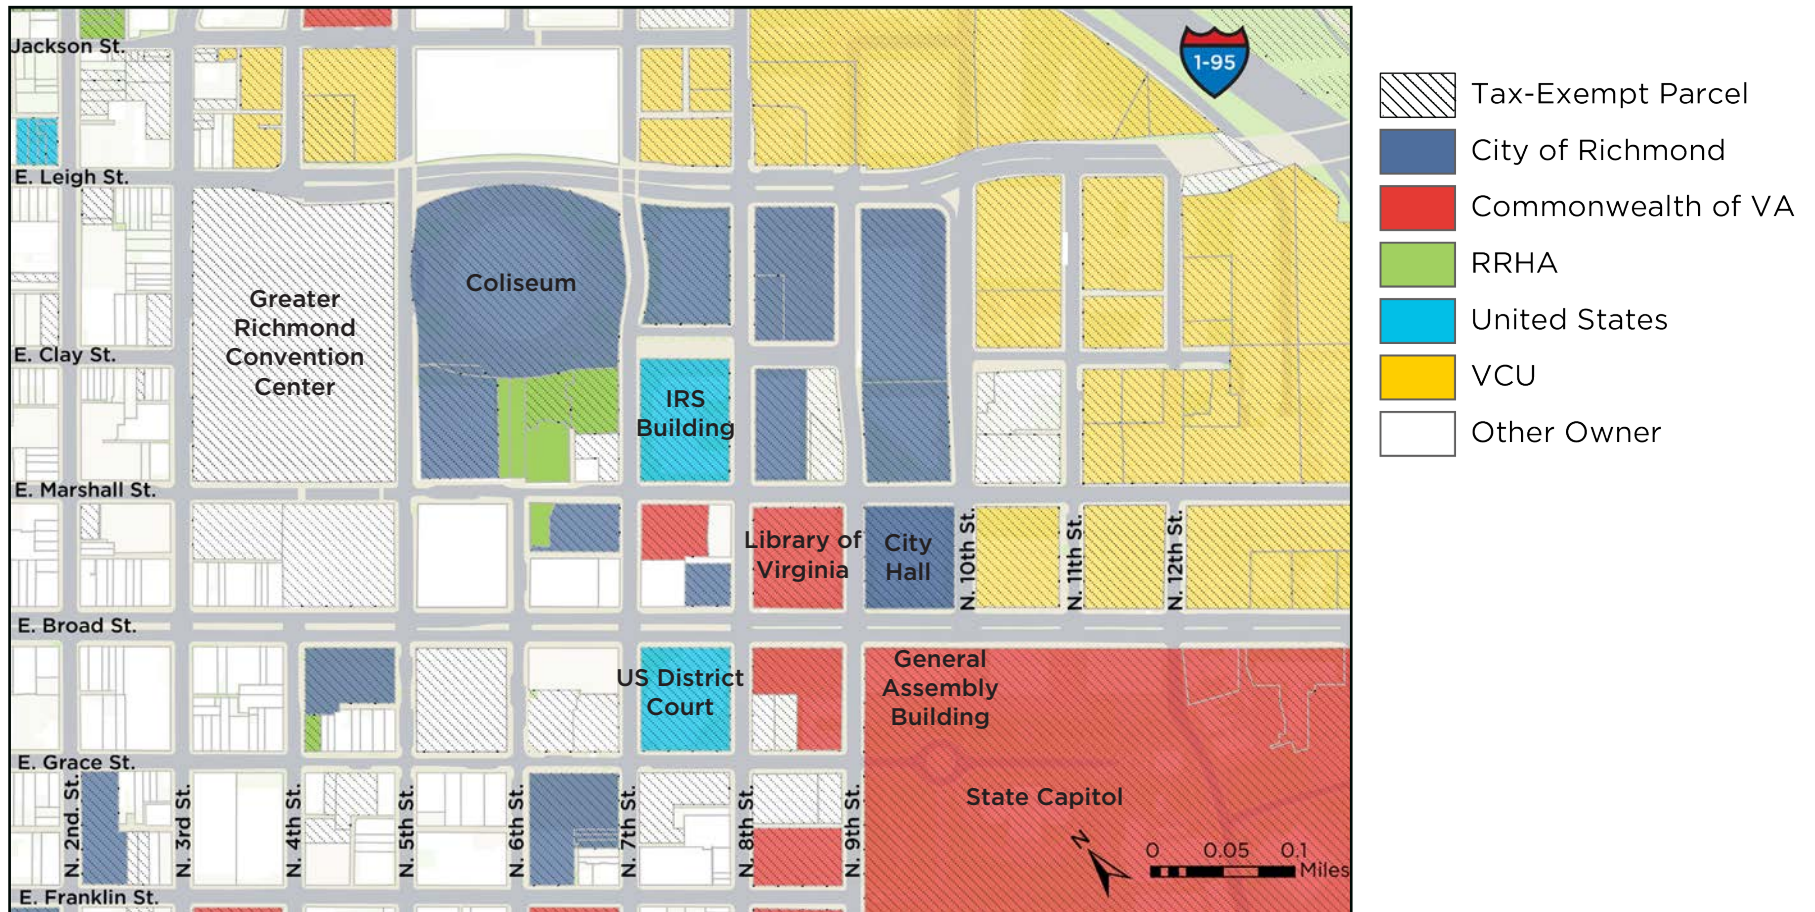 Jackson St.
1-95
E. Leigh St.
Coliseum
Greater
Richmond
Convention
Center
E. Clay St.
IRS
Building
E. Marshall St.
Library of
Virginia
City
Hall
N. 10th St.
N. 11th St.
N. 12th St.
E. Broad St.
US District
Court
General
Assembly
Building
E. Grace St.
N. 2nd. St.
N. 3rd St.
N. 4th St.
N. 5th St.
N. 6th St.
N. 7th St.
N. 8th St.
N. 9th St.
State Capitol
N
0 0.05 0.1
Miles
E. Franklin St.
Tax-Exempt Parcel
City of Richmond
Commonwealth of VA
RRHA
United States
VCU
Other Owner